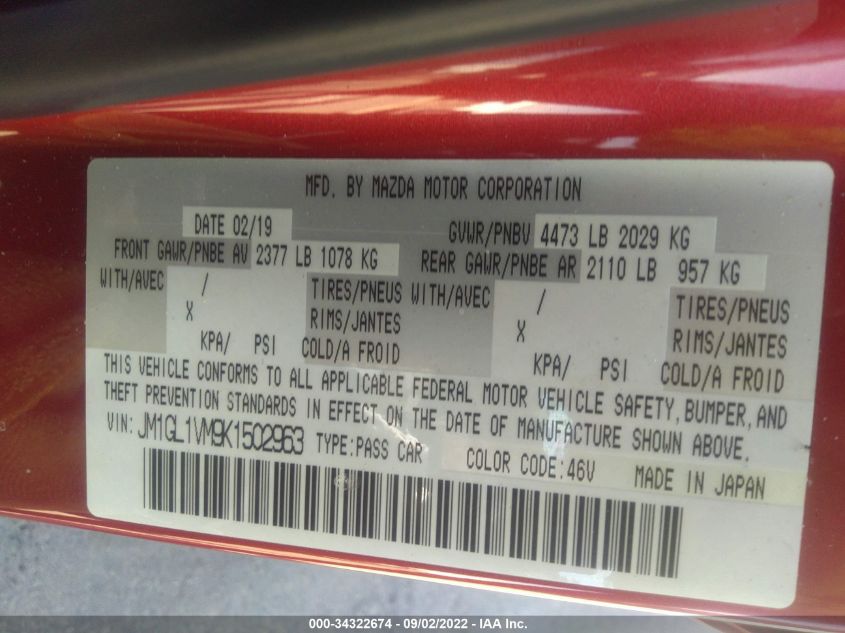 MFD. BY MAZDA MOTOR CORPORATION
DATE 02/19 GVWR/PNBV 4473 LB 2029 KG
FRONT GAWR/PNBE AV 2377 LB 1078 KG REAR GAWR/PNBE AR 2110 LB 957 KG
WITH/AVEC / TIRES/PNEUS WITH/AVEC / TIRES/PNEUS
X RIMS/JANTES X RIMS/JANTES
KPA/ PSI COLD/A FROID KPA/ PSI COLD/A FROID
THIS VEHICLE CONFORMS TO ALL APPLICABLE FEDERAL MOTOR VEHICLE SAFETY, BUMPER, AND
THEFT PREVENTION STANDARDS IN EFFECT ON THE DATE OF MANUFACTURE SHOWN ABOVE.
VIN: JM1GL1VM9K1502963 TYPE:PASS CAR COLOR CODE:46V MADE IN JAPAN
000-34322674 - 09/02/2022 - IAA Inc.